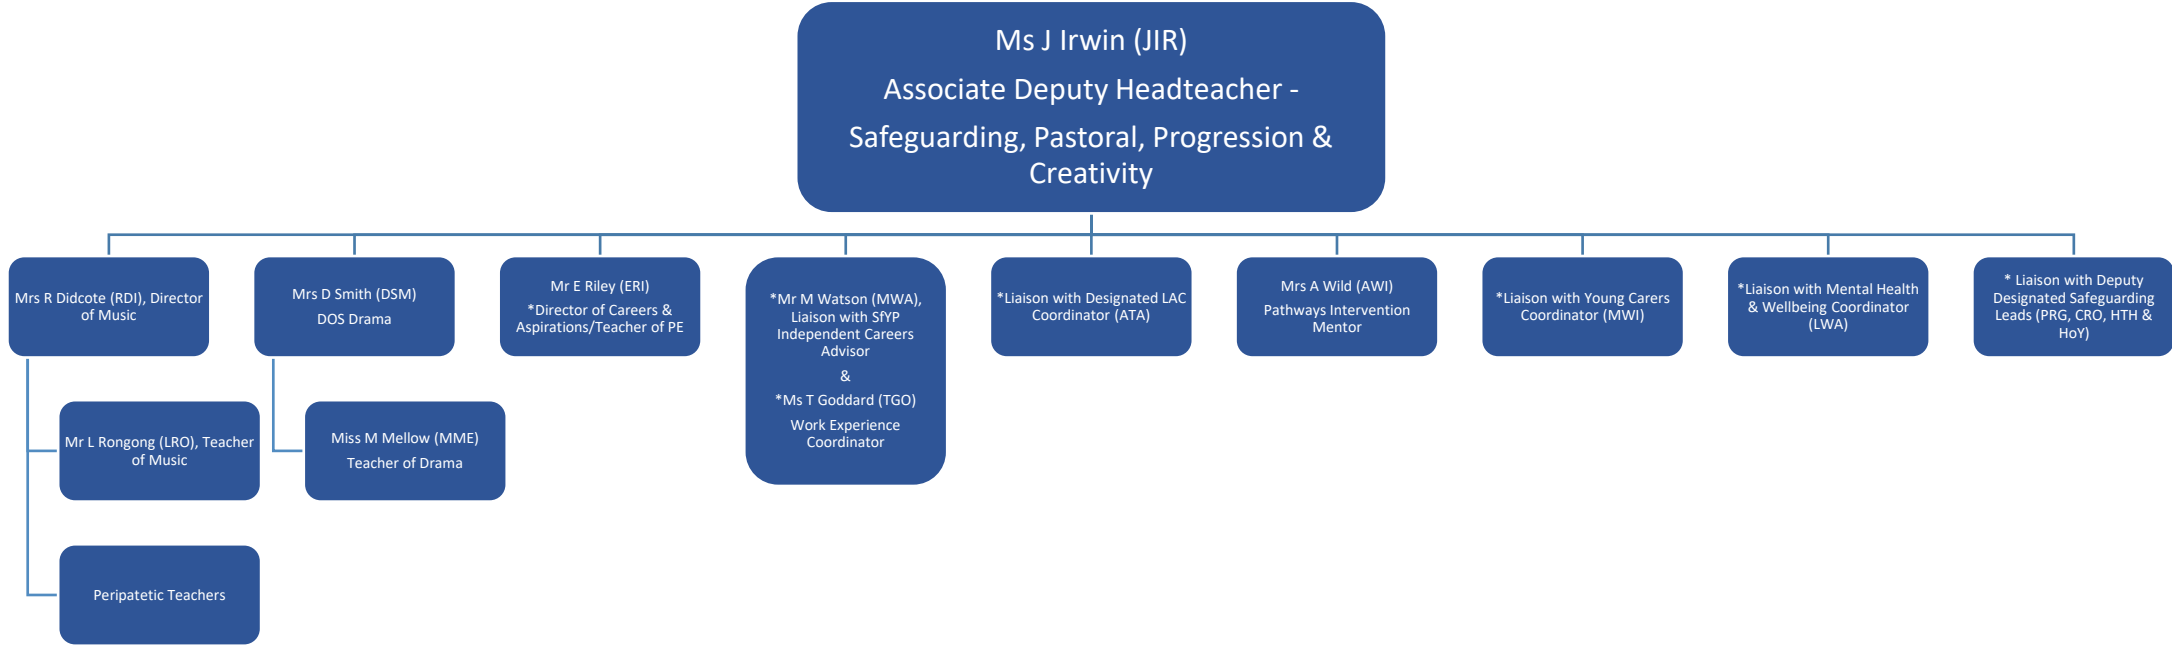 Ms J Irwin (JIR)
Associate Deputy Headteacher -
Safeguarding, Pastoral, Progression &
Creativity
Mrs R Didcote (RDI), Director
of Music
Mr L Rongong (LRO), Teacher
of Music
Peripatetic Teachers
Mrs D Smith (DSM)
DOS Drama
Miss M Mellow (MME)
Teacher of Drama
Mr E Riley (ERI)
*Director of Careers &
Aspirations/Teacher of PE
*Mr M Watson (MWA),
Liaison with SfYP
Independent Careers
Advisor
&
*Ms T Goddard (TGO)
Work Experience
Coordinator
*Liaison with Designated LAC
Coordinator (ATA)
Mrs A Wild (AWI)
Pathways Intervention
Mentor
*Liaison with Young Carers
Coordinator (MWI)
*Liaison with Mental Health
& Wellbeing Coordinator
(LWA)
* Liaison with Deputy
Designated Safeguarding
Leads (PRG, CRO, HTH &
HoY)